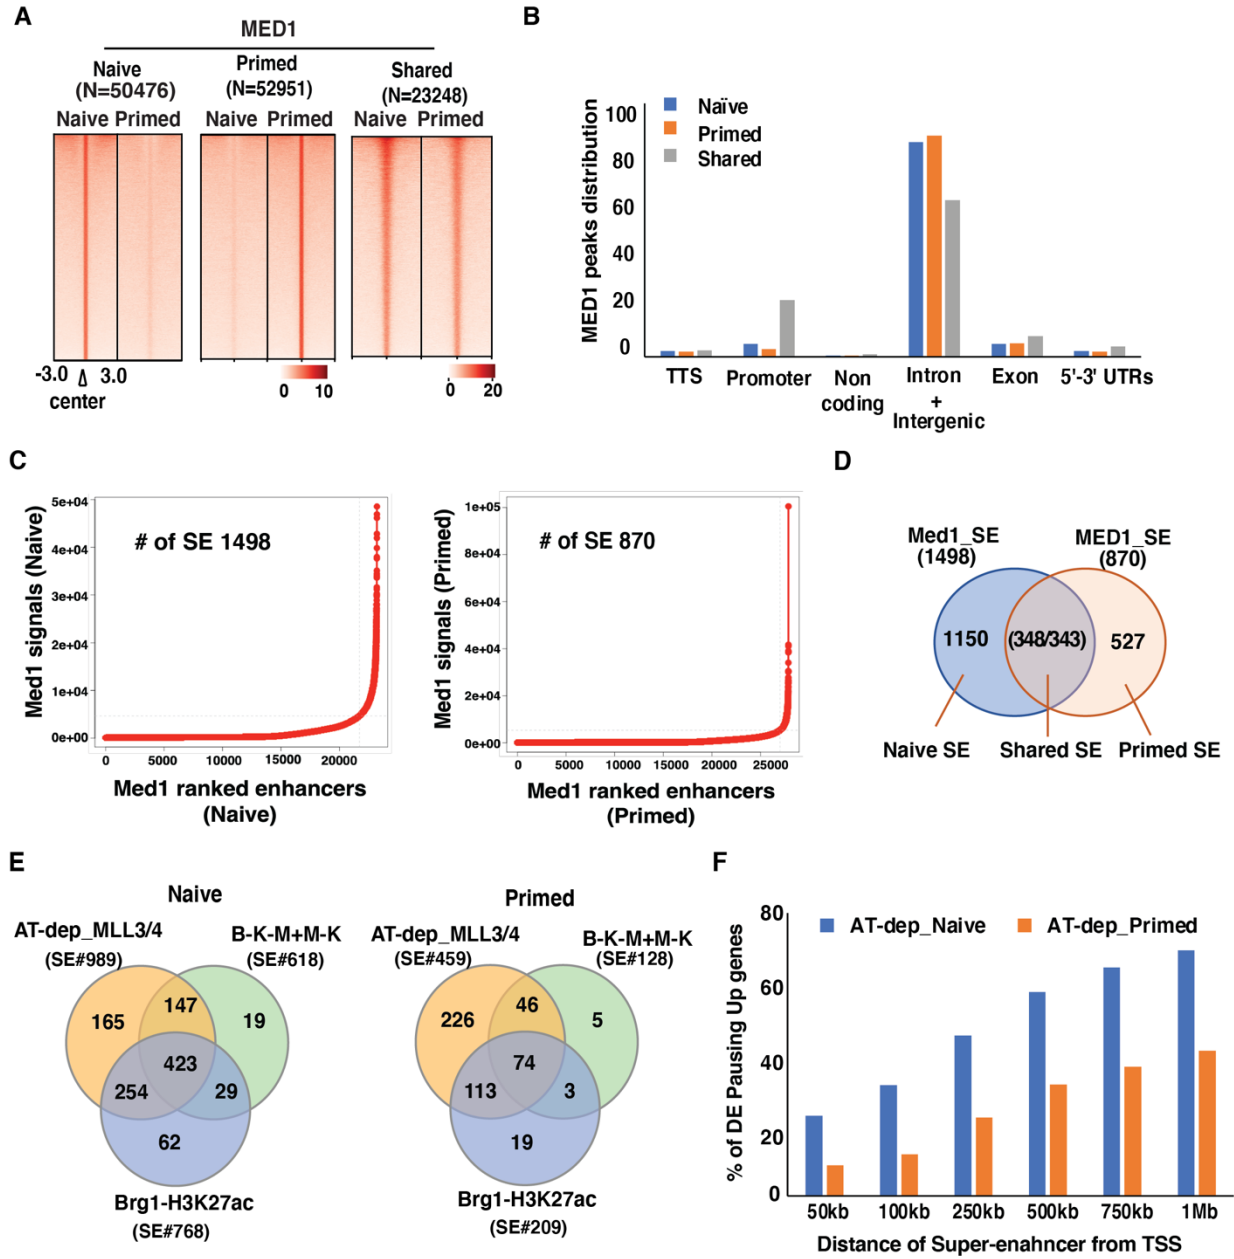 A
MED1
Naive
(N=50476)
Primed
(N=52951)
Shared
(N=23248)
Naive Primed
Naive Primed
Naive Primed
-3.0 Δ 3.0
center
0 10
0 20
B
MED1 peaks distribution
100
80
60
40
20
0
Naïve
Primed
Shared
TTS
Promoter
Non
coding
Intron
+
Intergenic
Exon
5'-3' UTRs
C
Med1 signals (Naive)
5e+04
4e+04
3e+04
2e+04
1e+04
0e+00
# of SE 1498
0 5000 10000 15000 20000
Med1 ranked enhancers
(Naive)
Med1 signals (Primed)
1e+05
8e+04
6e+04
4e+04
2e+04
0e+00
# of SE 870
0 5000 10000 15000 20000 25000
Med1 ranked enhancers
(Primed)
D
Med1_SE
(1498)
MED1_SE
(870)
1150
(348/343)
527
Naive SE
Shared SE
Primed SE
E
Naive
AT-dep_MLL3/4
(SE#989)
B-K-M+M-K
(SE#618)
165
147
19
423
254
29
62
Brg1-H3K27ac
(SE#768)
Primed
AT-dep_MLL3/4
(SE#459)
B-K-M+M-K
(SE#128)
226
46
5
74
113
3
19
Brg1-H3K27ac
(SE#209)
F
% of DE Pausing Up genes
80
60
40
20
0
AT-dep_Naive
AT-dep_Primed
50kb 100kb 250kb 500kb 750kb 1Mb
Distance of Super-enahncer from TSS